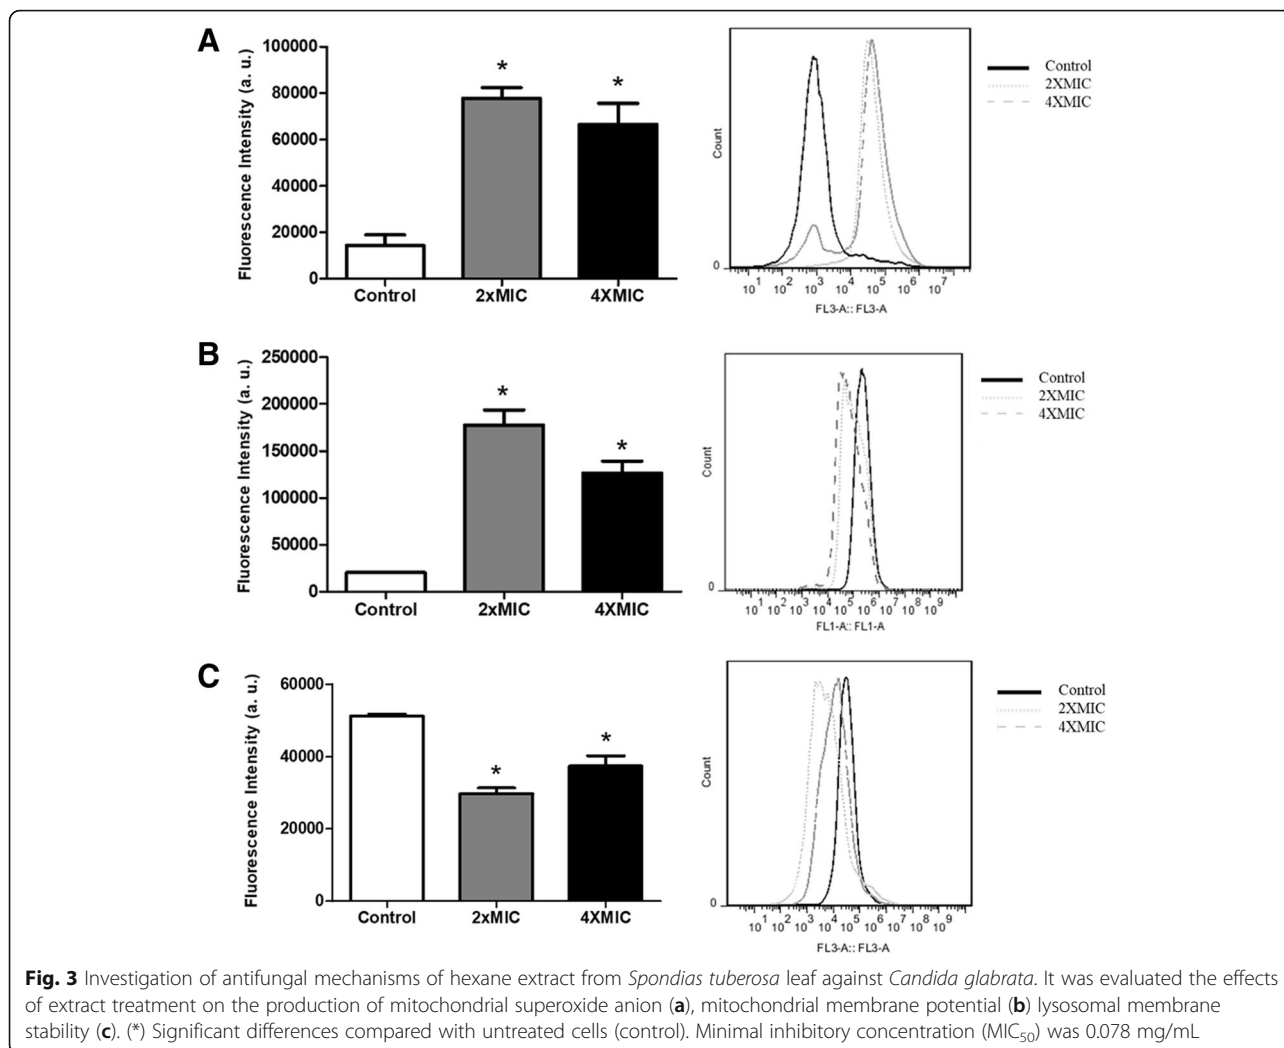 A
Fluorescence Intensity (a. u.)
100000
80000
60000
40000
20000
0
* *
Control 2xMIC 4XMIC
Count
0
10¹ 10² 10³ 10⁴ 10⁵ 10⁶ 10⁷
FL3-A:: FL3-A
Control
2XMIC
4XMIC
B
Fluorescence Intensity (a. u.)
250000
200000
150000
100000
50000
0
* *
Control 2xMIC 4XMIC
Count
0
10¹ 10² 10³ 10⁴ 10⁵ 10⁶ 10⁷ 10⁸ 10⁹
FL1-A:: FL1-A
Control
2XMIC
4XMIC
C
Fluorescence Intensity (a. u.)
60000
40000
20000
0
* *
Control 2xMIC 4XMIC
Count
0
10¹ 10² 10³ 10⁴ 10⁵ 10⁶ 10⁷ 10⁸ 10⁹
FL3-A:: FL3-A
Control
2XMIC
4XMIC
Fig. 3 Investigation of antifungal mechanisms of hexane extract from Spondias tuberosa leaf against Candida glabrata. It was evaluated the effects
of extract treatment on the production of mitochondrial superoxide anion (a), mitochondrial membrane potential (b) lysosomal membrane
stability (c). (*) Significant differences compared with untreated cells (control). Minimal inhibitory concentration (MIC₅₀) was 0.078 mg/mL